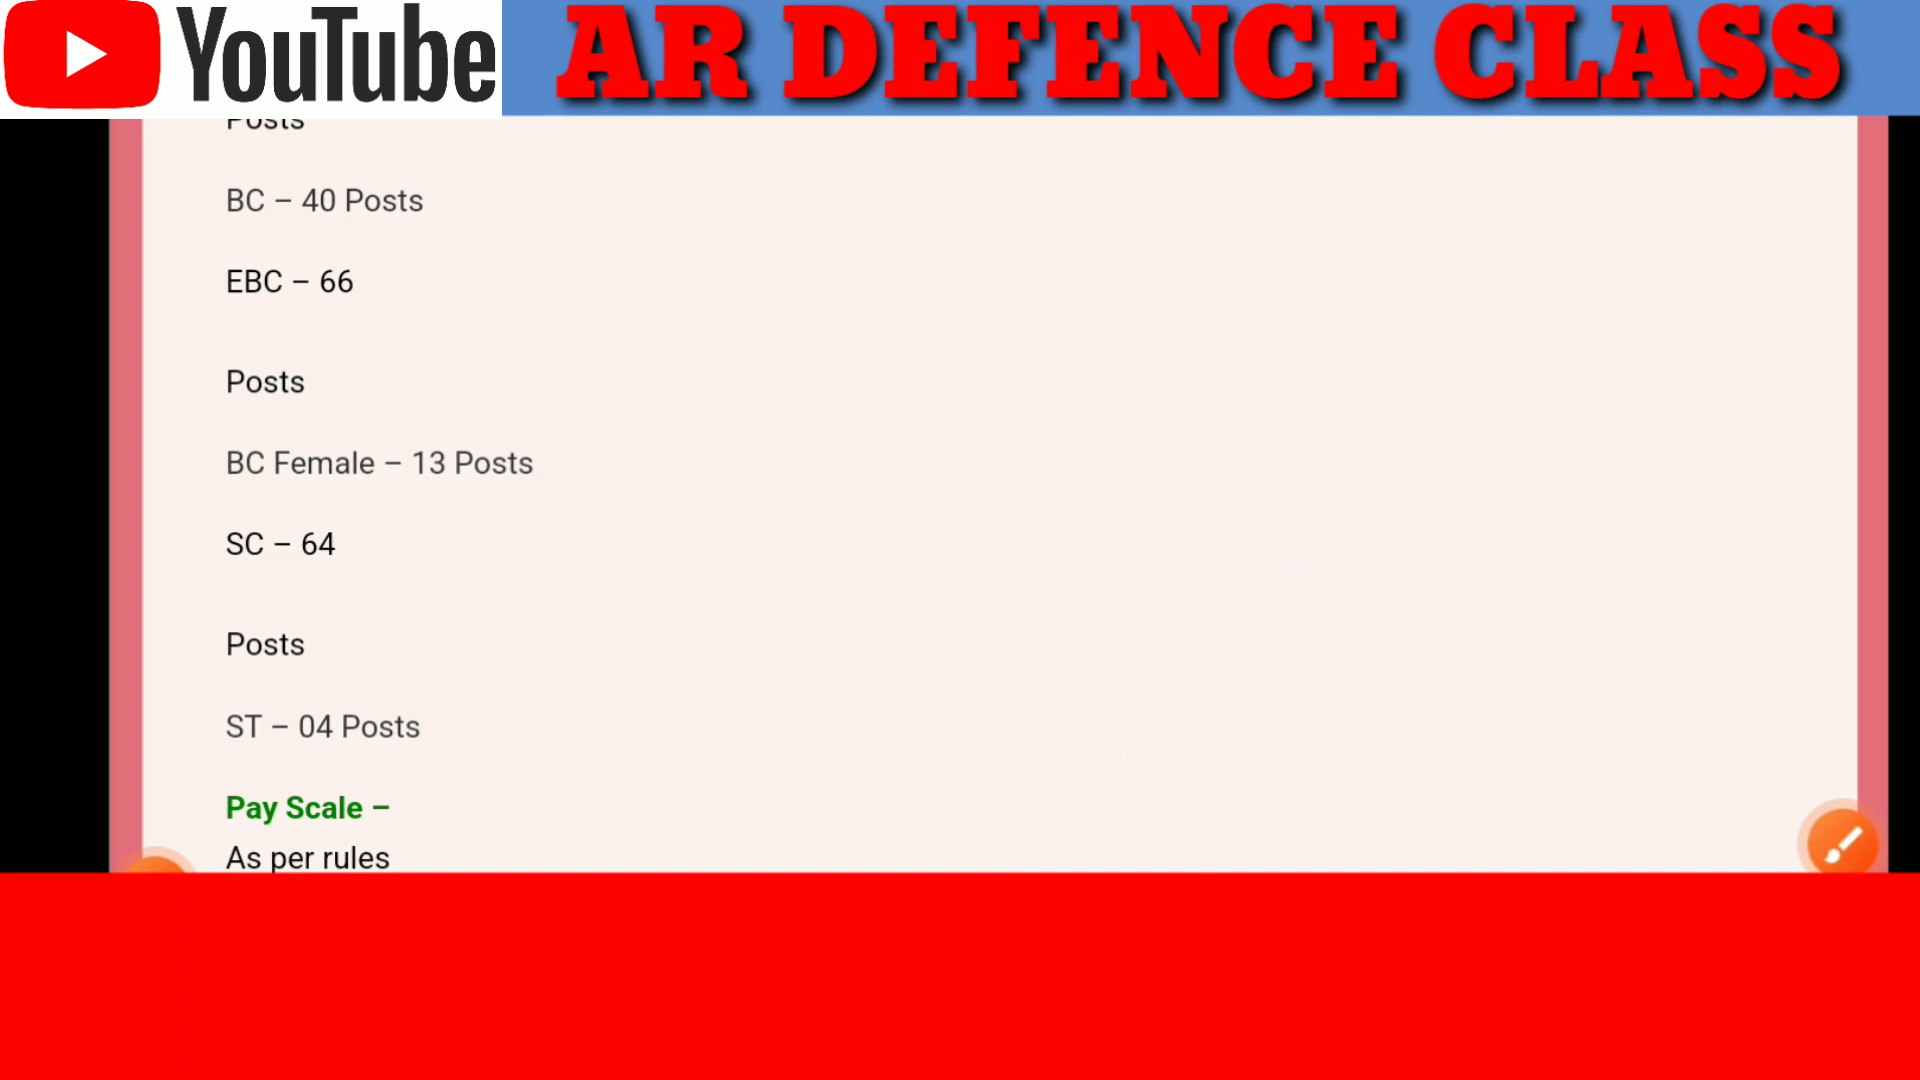 YouTube
AR DEFENCE CLASS
Posts
BC – 40 Posts
EBC – 66
Posts
BC Female – 13 Posts
SC – 64
Posts
ST – 04 Posts
Pay Scale –
As per rules